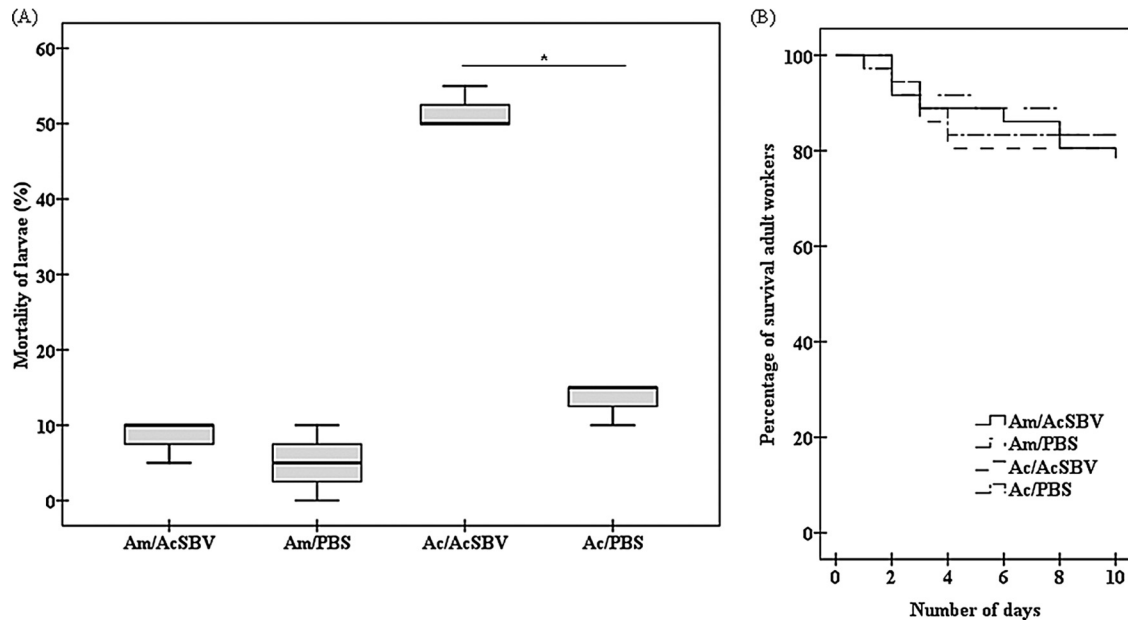 (A)
Mortality of larvae (%)
60
50
40
30
20
10
0
Am/AcSBV Am/PBS Ac/AcSBV Ac/PBS
*
(B)
Percentage of survival adult workers
100
80
60
40
20
0
Am/AcSBV
Am/PBS
Ac/AcSBV
Ac/PBS
0 2 4 6 8 10
Number of days